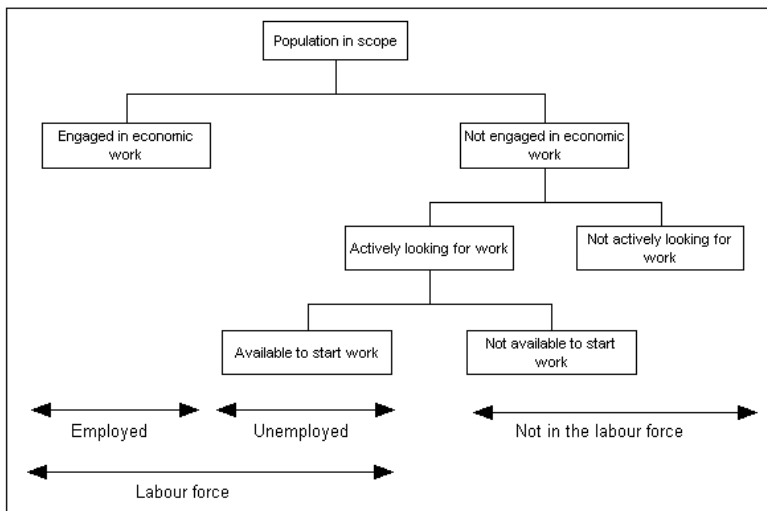 Population in scope
Engaged in economic
work
Not engaged in economic
work
Actively looking for work
Not actively looking for
work
Available to start work
Not available to start
work
Employed
Unemployed
Not in the labour force
Labour force